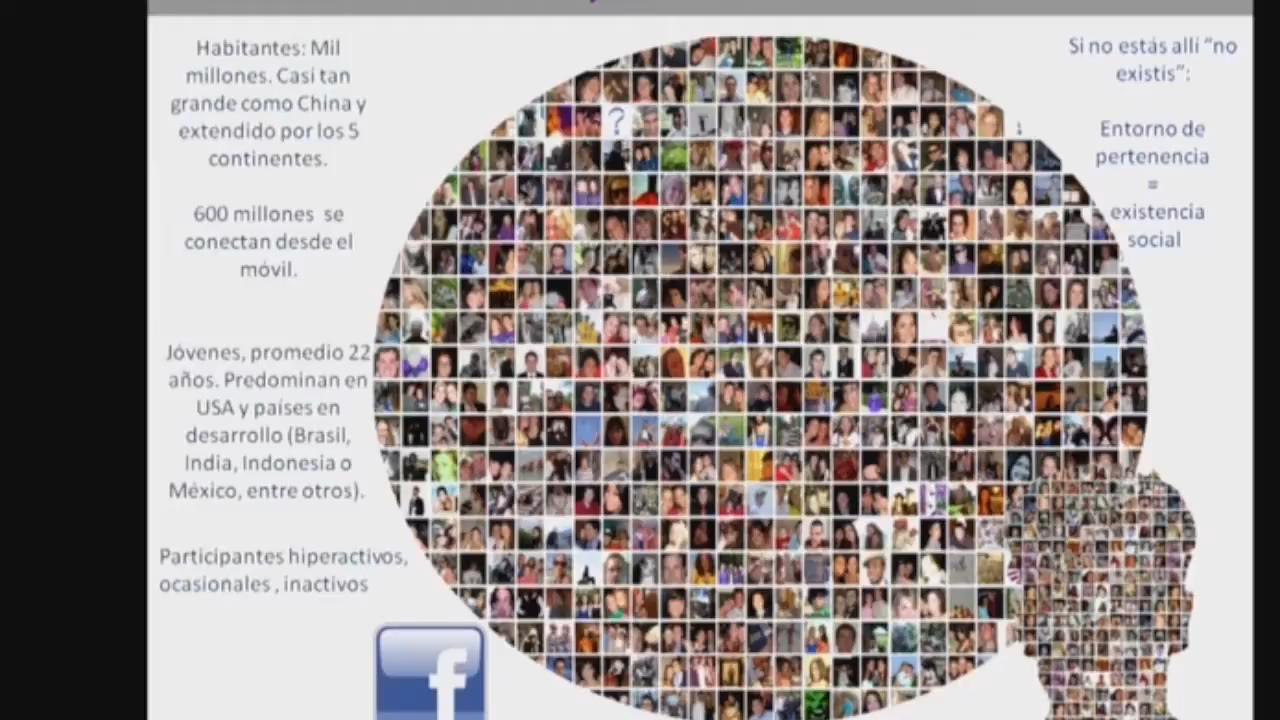 Habitantes: Mil
millones. Casi tan
grande como China y
extendido por los 5
continentes.
600 millones se
conectan desde el
móvil.
Jóvenes, promedio 22
años. Predominan en
USA y países en
desarrollo (Brasil,
India, Indonesia o
México, entre otros).
Participantes hiperactivos,
ocasionales , inactivos
f
?
Si no estás allí “no
existis”:
Entorno de
pertenencia
=
existencia
social